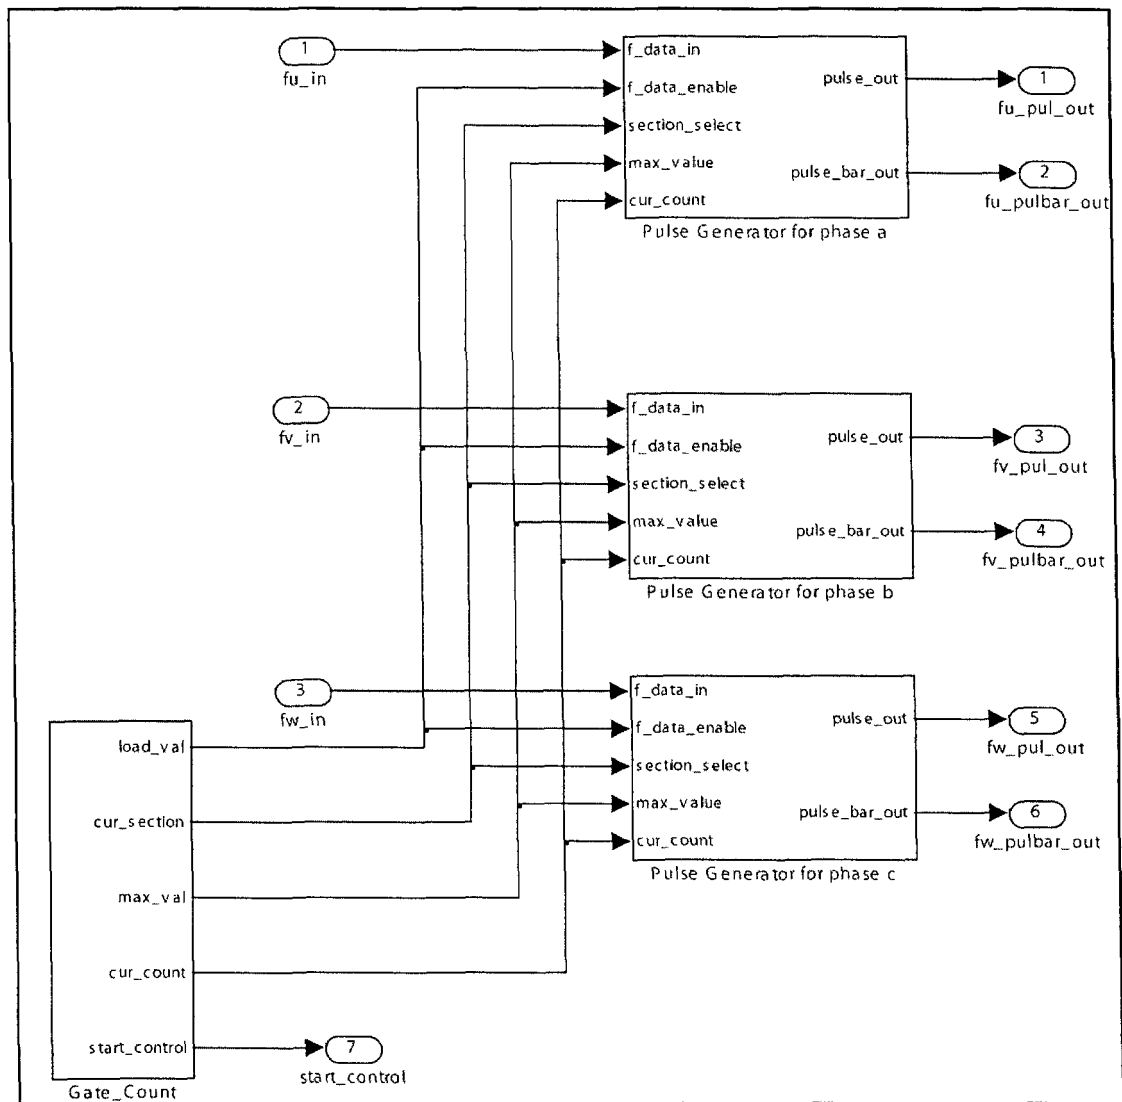 1
fu_in
f_data_in
f_data_enable
section_select
max_value
cur_count
pulse_out
pulse_bar_out
Pulse Generator for phase a
1
fu_pul_out
2
fu_pulbar_out
2
fv_in
f_data_in
f_data_enable
section_select
max_value
cur_count
pulse_out
pulse_bar_out
Pulse Generator for phase b
3
fv_pul_out
4
fv_pulbar_out
3
fw_in
f_data_in
f_data_enable
section_select
max_value
cur_count
pulse_out
pulse_bar_out
Pulse Generator for phase c
5
fw_pul_out
6
fw_pulbar_out
load_val
cur_section
max_val
cur_count
start_control
Gate_Count
7
start_control